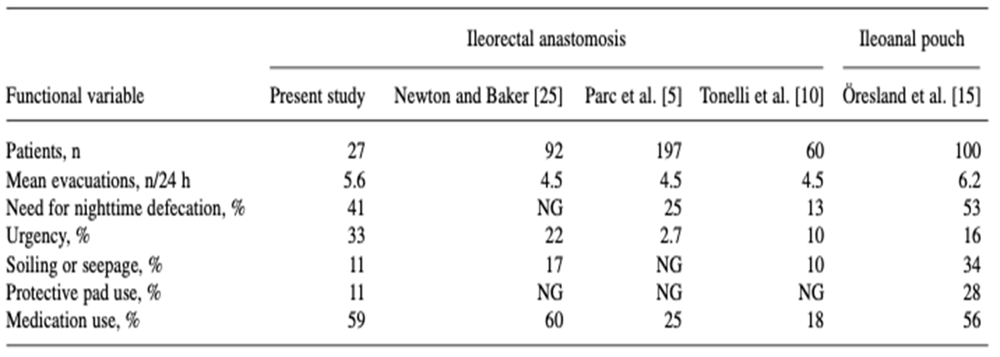 Ileorectal anastomosis Ileoanal pouch
Functional variable Present study Newton and Baker [25] Parc et al. [5] Tonelli et al. [10] Öresland et al. [15]
Patients, n 27 92 197 60 100
Mean evacuations, n/24 h 5.6 4.5 4.5 4.5 6.2
Need for nighttime defecation, % 41 NG 25 13 53
Urgency, % 33 22 2.7 10 16
Soiling or seepage, % 11 17 NG 10 34
Protective pad use, % 11 NG NG NG 28
Medication use, % 59 60 25 18 56